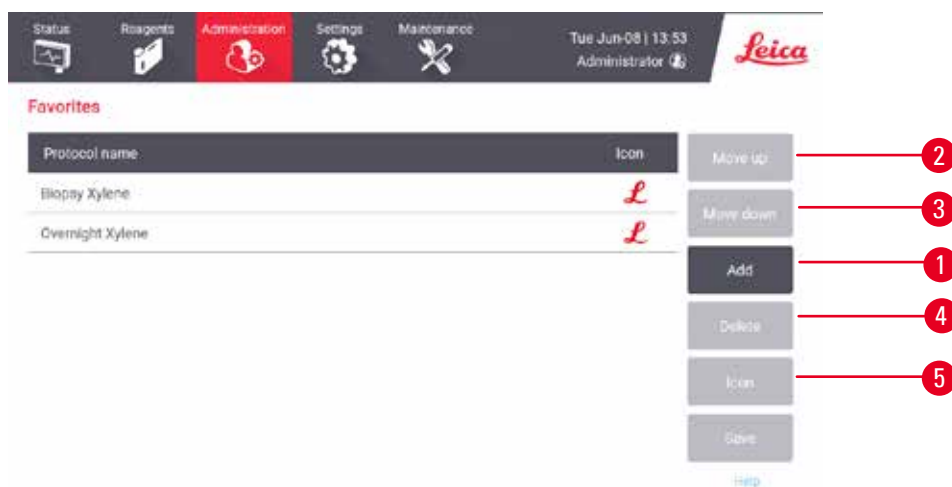 Status Reagents Administration Settings Maintenance
Tue Jun-08 | 13:53
Administrator
Leica
Favorites
Protocol name Icon
Biopsy Xylene L
Overnight Xylene L
Move up 2
Move down 3
Add 1
Delete 4
Icon 5
Save
Help